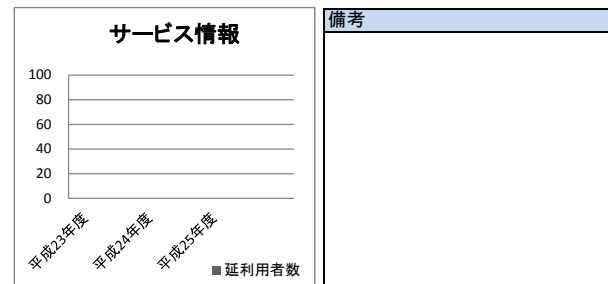 サービス情報
100
80
60
40
20
0
平成23年度
平成24年度
平成25年度
延利用者数
備考